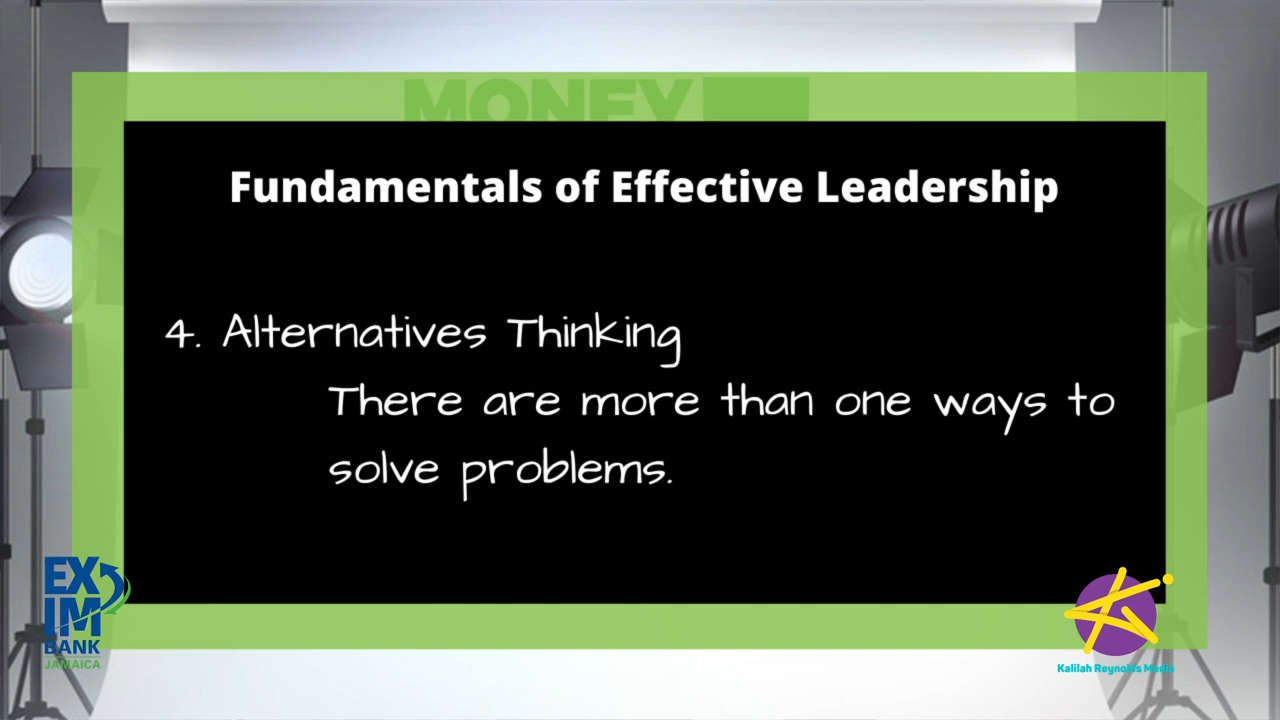 MONEY
Fundamentals of Effective Leadership
4. Alternatives Thinking
There are more than one ways to
solve problems.
EX
IM
BANK
JAMAICA
Kalilah Reynolds Media